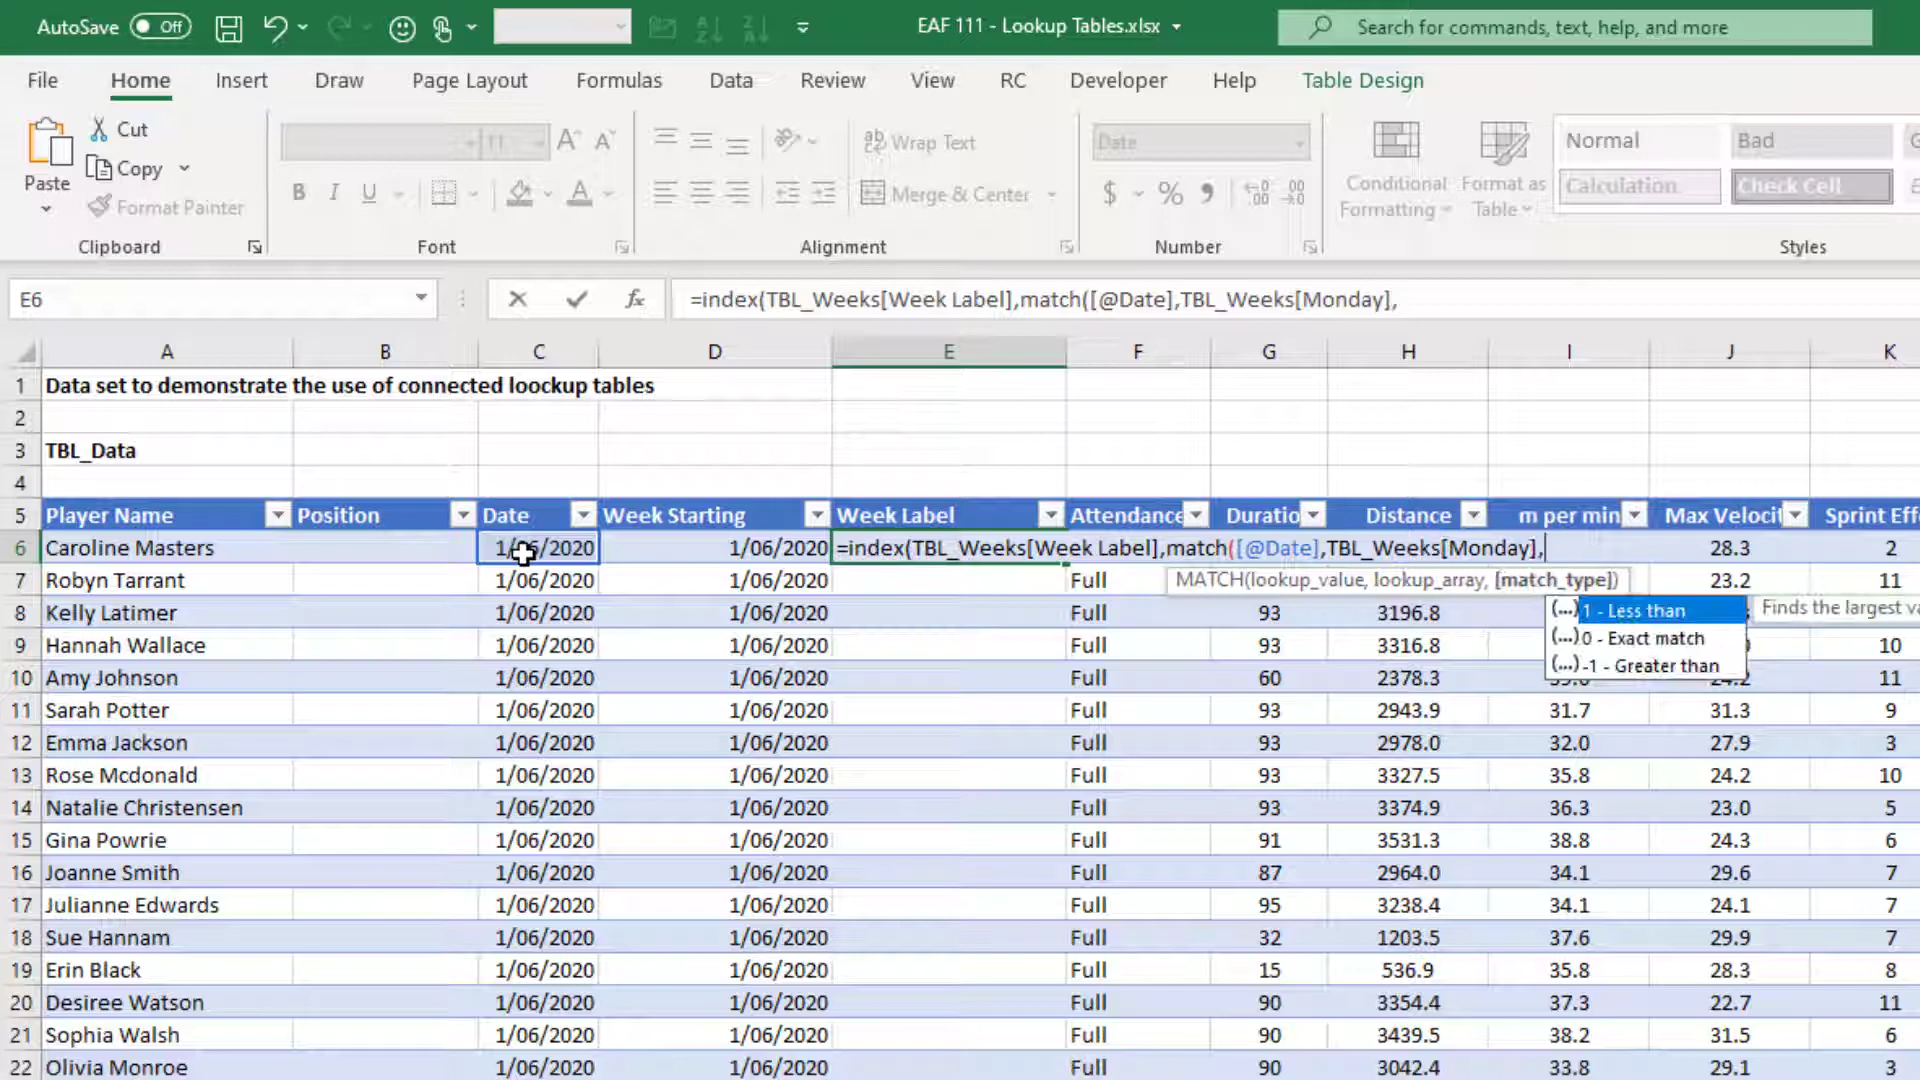 AutoSave Off EAF 111 - Lookup Tables.xlsx Search for commands, text, help, and more
File Home Insert Draw Page Layout Formulas Data Review View RC Developer Help Table Design
Paste Cut Copy Format Painter
11 B I U
ab Wrap Text Merge & Center
Date $ % 9
Conditional Formatting Format as Table
Normal Bad
Calculation Check Cell
Clipboard Font Alignment Number Styles
E6 fx =index(TBL_Weeks[Week Label],match([@Date],TBL_Weeks[Monday],
A B C D E F G H I J K
1 Data set to demonstrate the use of connected loockup tables
2
3 TBL_Data
4
5 Player Name Position Date Week Starting Week Label Attendance Duratio Distance m per min Max Velocit Sprint Eff
6 Caroline Masters 1/06/2020 1/06/2020 =index(TBL_Weeks[Week Label],match([@Date],TBL_Weeks[Monday], 28.3 2
MATCH(lookup_value, lookup_array, [match_type])
(...) 1 - Less than Finds the largest va
(...) 0 - Exact match
(...) -1 - Greater than
7 Robyn Tarrant 1/06/2020 1/06/2020 Full 23.2 11
8 Kelly Latimer 1/06/2020 1/06/2020 Full 93 3196.8
9 Hannah Wallace 1/06/2020 1/06/2020 Full 93 3316.8 10
10 Amy Johnson 1/06/2020 1/06/2020 Full 60 2378.3 11
11 Sarah Potter 1/06/2020 1/06/2020 Full 93 2943.9 31.7 31.3 9
12 Emma Jackson 1/06/2020 1/06/2020 Full 93 2978.0 32.0 27.9 3
13 Rose Mcdonald 1/06/2020 1/06/2020 Full 93 3327.5 35.8 24.2 10
14 Natalie Christensen 1/06/2020 1/06/2020 Full 93 3374.9 36.3 23.0 5
15 Gina Powrie 1/06/2020 1/06/2020 Full 91 3531.3 38.8 24.3 6
16 Joanne Smith 1/06/2020 1/06/2020 Full 87 2964.0 34.1 29.6 7
17 Julianne Edwards 1/06/2020 1/06/2020 Full 95 3238.4 34.1 24.1 7
18 Sue Hannam 1/06/2020 1/06/2020 Full 32 1203.5 37.6 29.9 7
19 Erin Black 1/06/2020 1/06/2020 Full 15 536.9 35.8 28.3 8
20 Desiree Watson 1/06/2020 1/06/2020 Full 90 3354.4 37.3 22.7 11
21 Sophia Walsh 1/06/2020 1/06/2020 Full 90 3439.5 38.2 31.5 6
22 Olivia Monroe 1/06/2020 1/06/2020 Full 90 3042.4 33.8 29.1 3